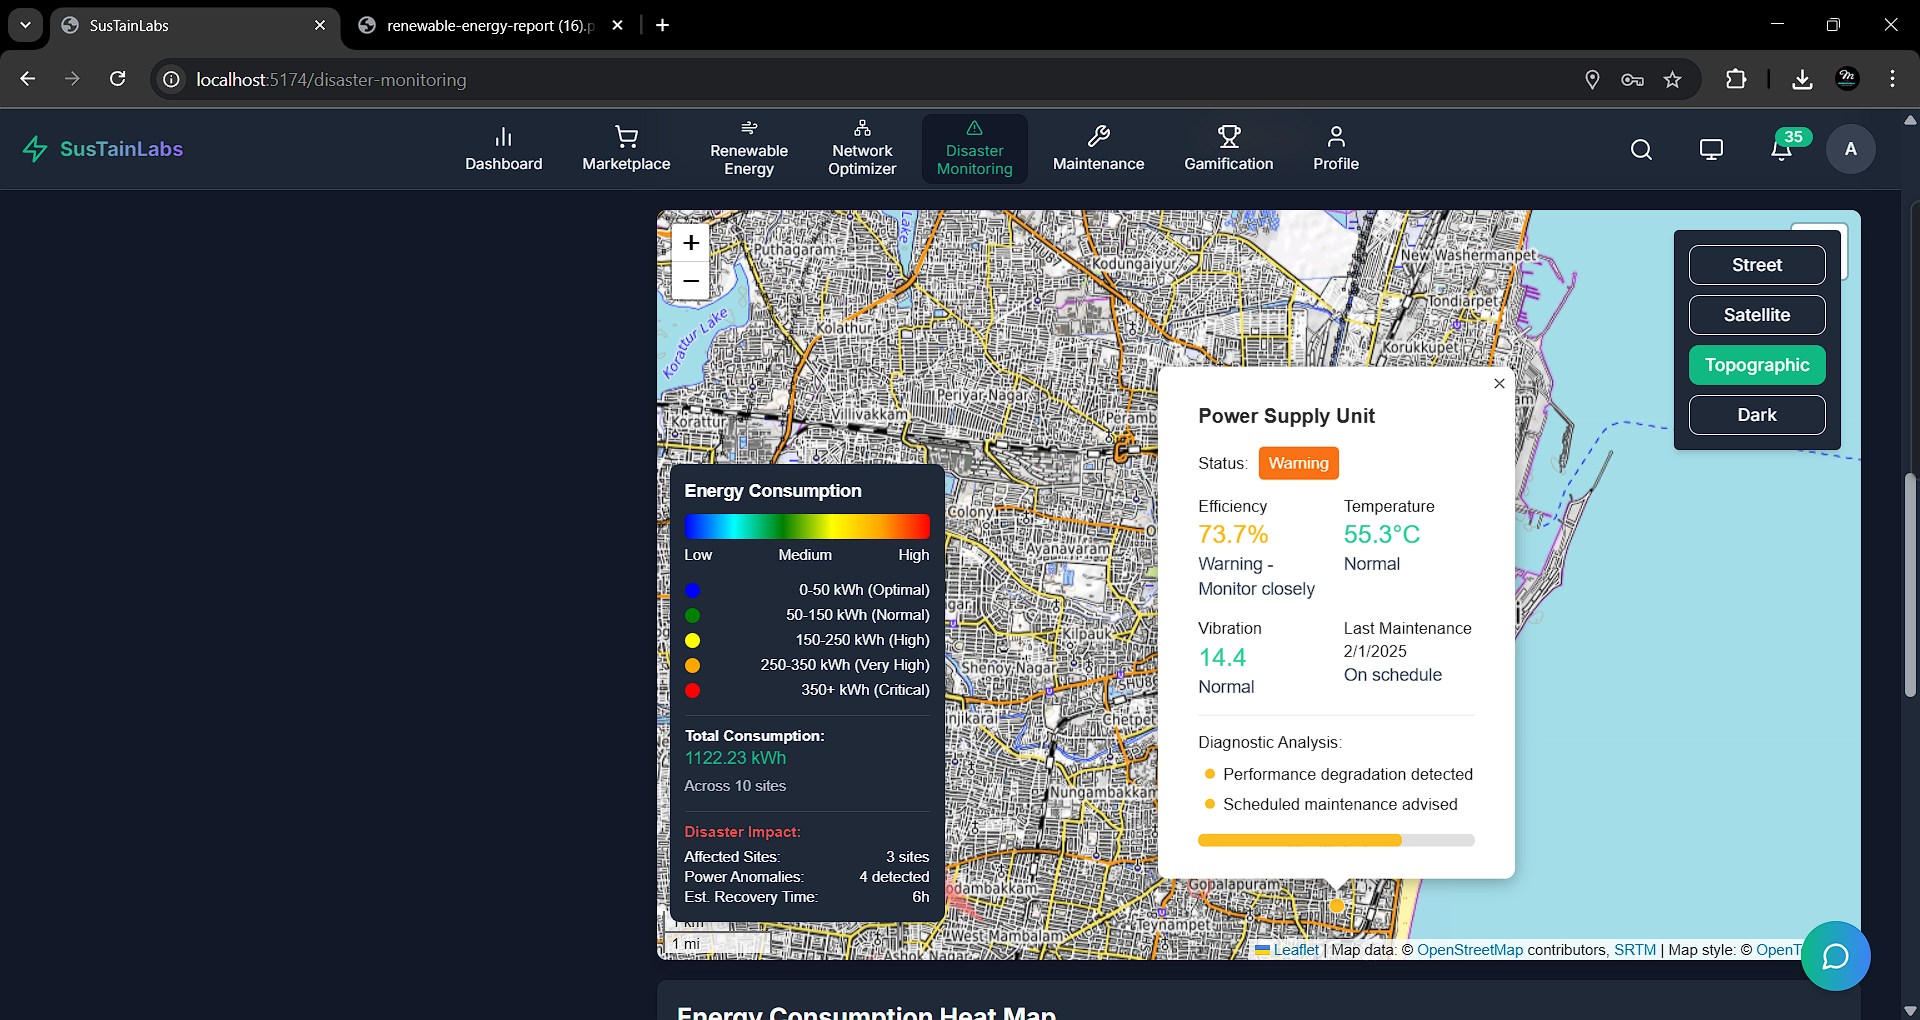 SusTainLabs
renewable-energy-report (16).p
localhost:5174/disaster-monitoring
SusTainLabs
Dashboard
Marketplace
Renewable
Energy
Network
Optimizer
Disaster
Monitoring
Maintenance
Gamification
Profile
35
A
+
−
Puthagaram
Lake
Kodungaiyur
New Washermanpet
Tondiarpet
Kolathur
Korattur Lake
Korukkupet
Periyar-Nagar
Villivakkam
Korattur
Peramb
Colony
Ayanavaram
Kilpauk
Shenoy-Nagar
Chetpet
Nungambakkam
Gopalapuram
Teynampet
West-Mambalam
Ashok Nagar
Street
Satellite
Topographic
Dark
Energy Consumption
Low Medium High
0-50 kWh (Optimal)
50-150 kWh (Normal)
150-250 kWh (High)
250-350 kWh (Very High)
350+ kWh (Critical)
Total Consumption:
1122.23 kWh
Across 10 sites
Disaster Impact:
Affected Sites: 3 sites
Power Anomalies: 4 detected
Est. Recovery Time: 6h
1 km
1 mi
Power Supply Unit
Status: Warning
Efficiency
73.7%
Warning -
Monitor closely
Temperature
55.3°C
Normal
Vibration
14.4
Normal
Last Maintenance
2/1/2025
On schedule
Diagnostic Analysis:
Performance degradation detected
Scheduled maintenance advised
Leaflet | Map data: © OpenStreetMap contributors, SRTM | Map style: © OpenT
Energy Consumption Heat Map